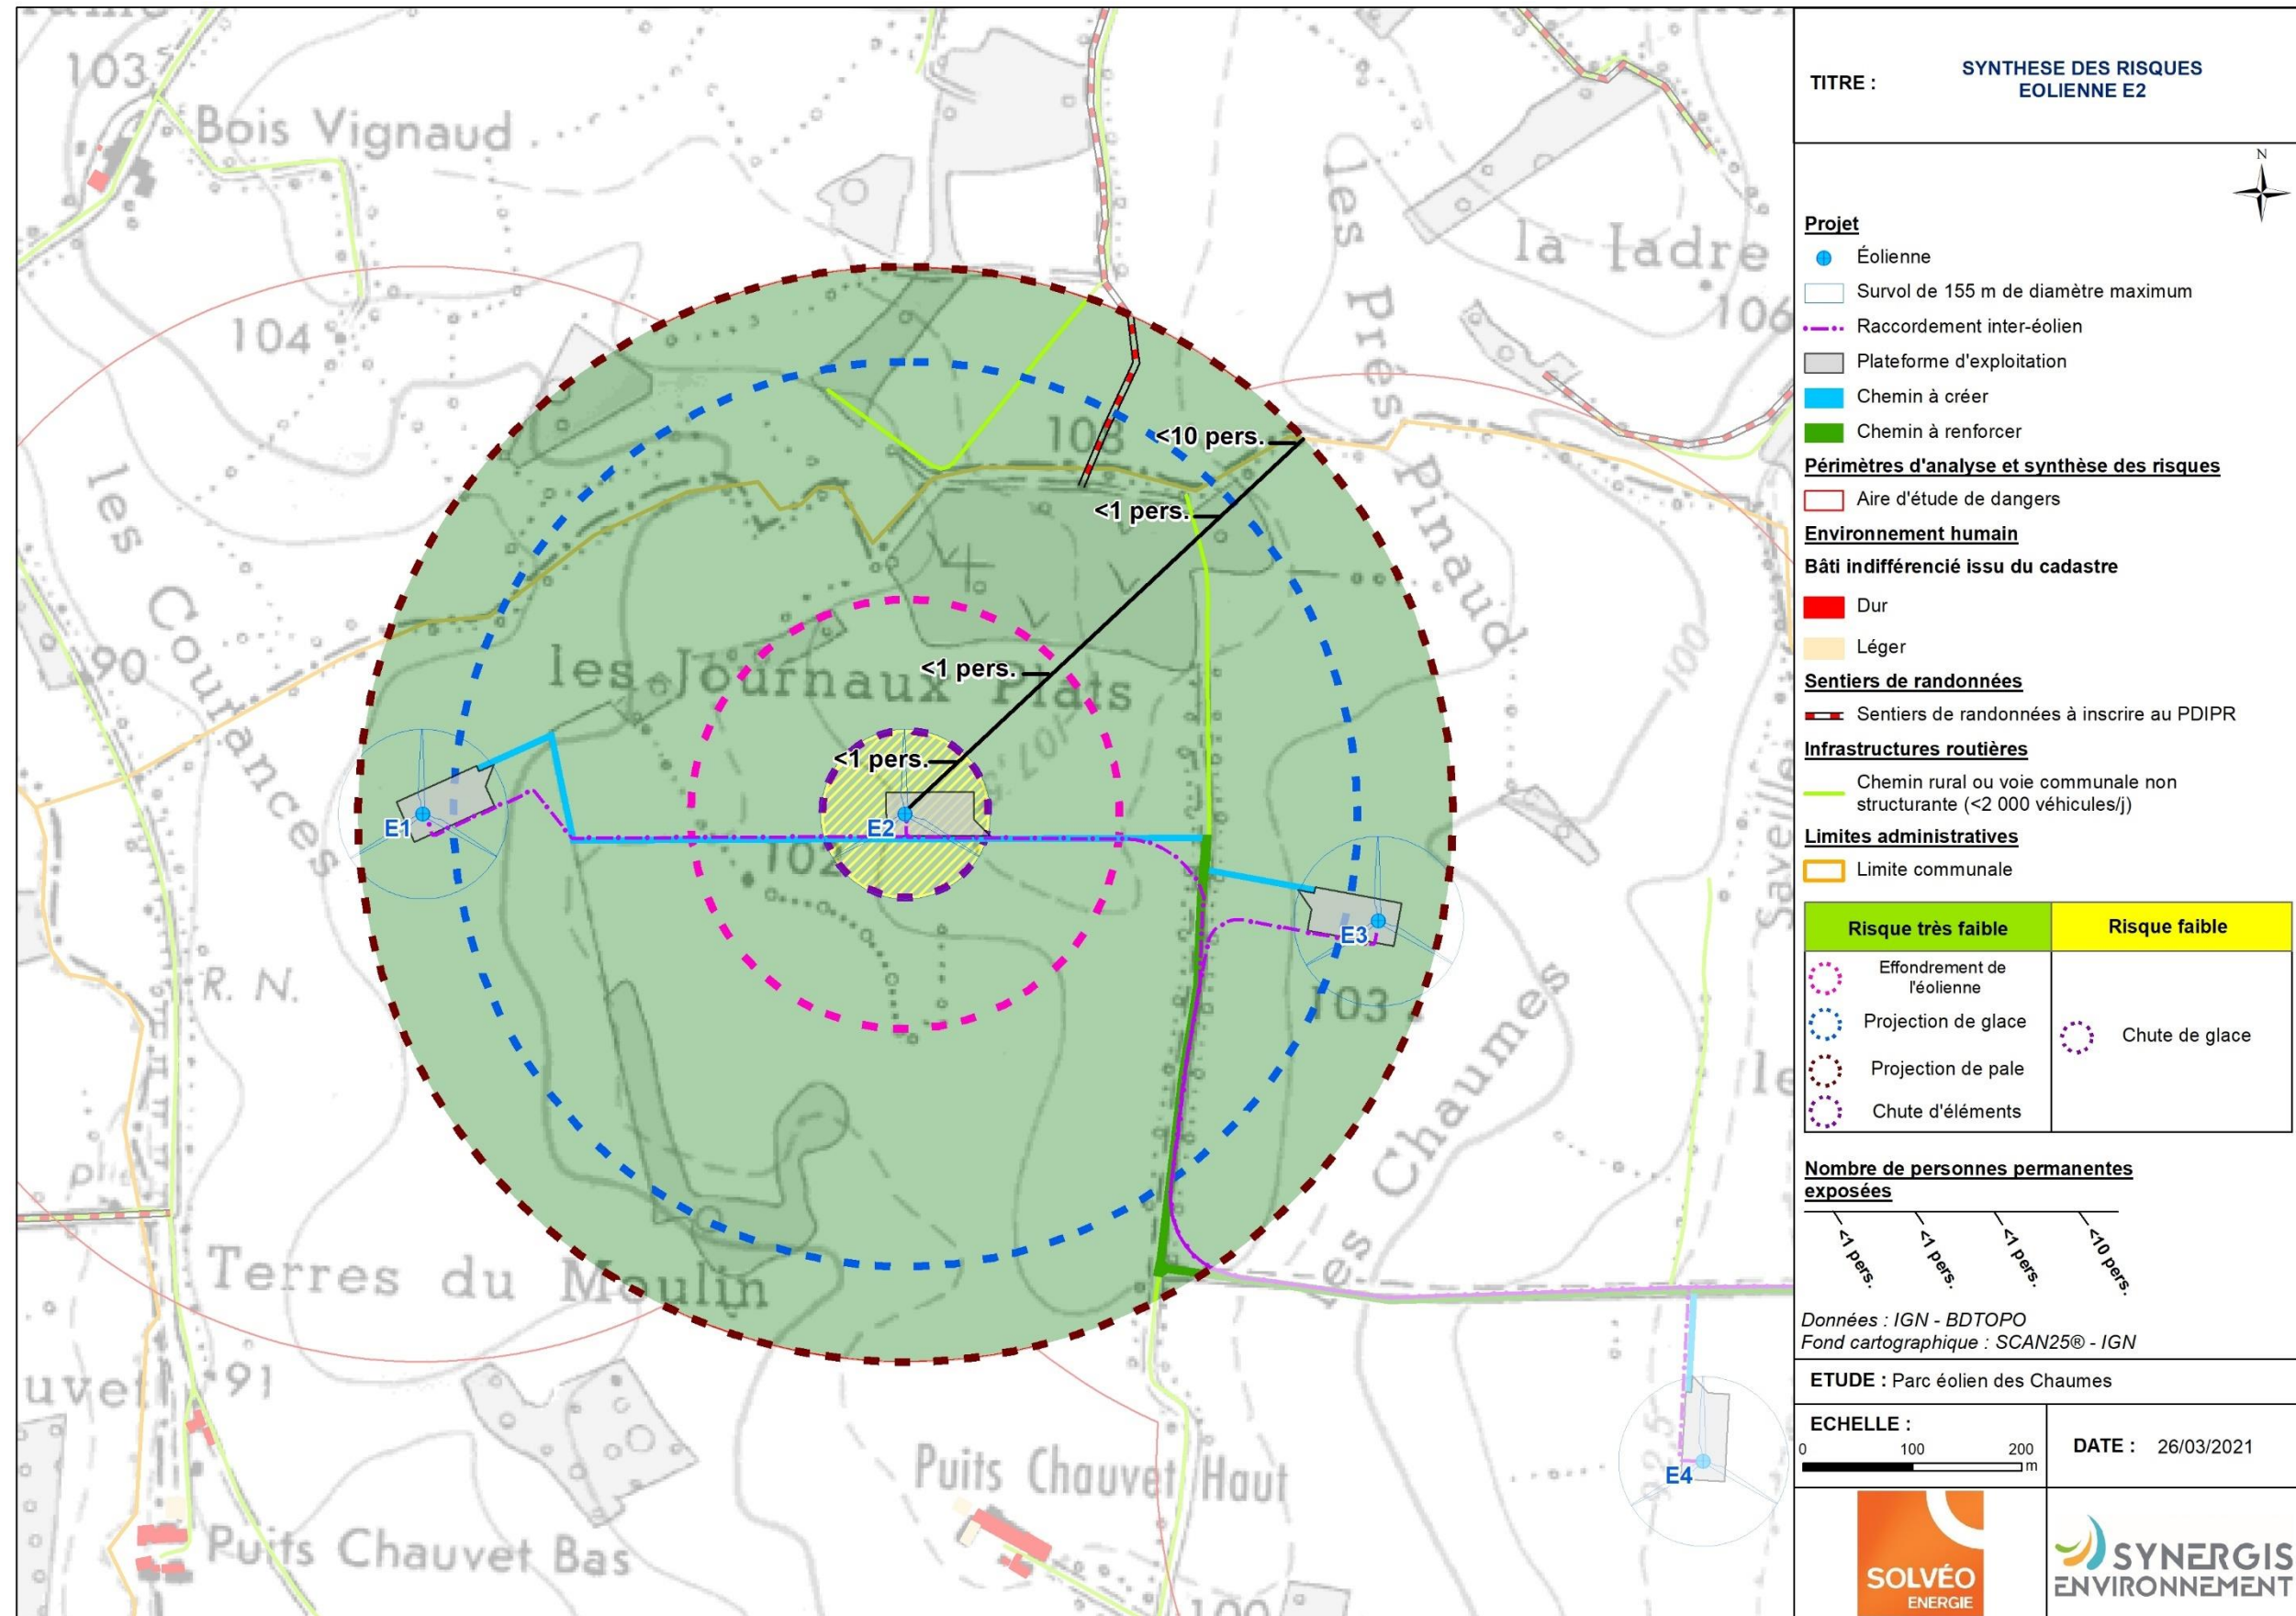 103
Bois Vignaud
104
les Prés Pinaud
la Jadre
106
les Coutances
90
<10 pers.
103
<1 pers.
<1 pers.
<1 pers.
les Journaux Plats
E1
E2
102
E3
103
R. N.
100
les Chaumes
Terres du Moulin
91
Puits Chauvet Haut
Puits Chauvet Bas
E4
100
TITRE :
SYNTHESE DES RISQUES
EOLIENNE E2
N
Projet
Éolienne
Survol de 155 m de diamètre maximum
Raccordement inter-éolien
Plateforme d'exploitation
Chemin à créer
Chemin à renforcer
Périmètres d'analyse et synthèse des risques
Aire d'étude de dangers
Environnement humain
Bâti indifférencié issu du cadastre
Dur
Léger
Sentiers de randonnées
Sentiers de randonnées à inscrire au PDIPR
Infrastructures routières
Chemin rural ou voie communale non
structurante (<2 000 véhicules/j)
Limites administratives
Limite communale
Risque très faible
Risque faible
Effondrement de
l'éolienne
Projection de glace
Projection de pale
Chute d'éléments
Chute de glace
Nombre de personnes permanentes
exposées
<1 pers.
<1 pers.
<1 pers.
<10 pers.
Données : IGN - BDTOPO
Fond cartographique : SCAN25® - IGN
ETUDE : Parc éolien des Chaumes
ECHELLE :
0 100 200
m
DATE : 26/03/2021
SOLVÉO
ENERGIE
SYNERGIS
ENVIRONNEMENT